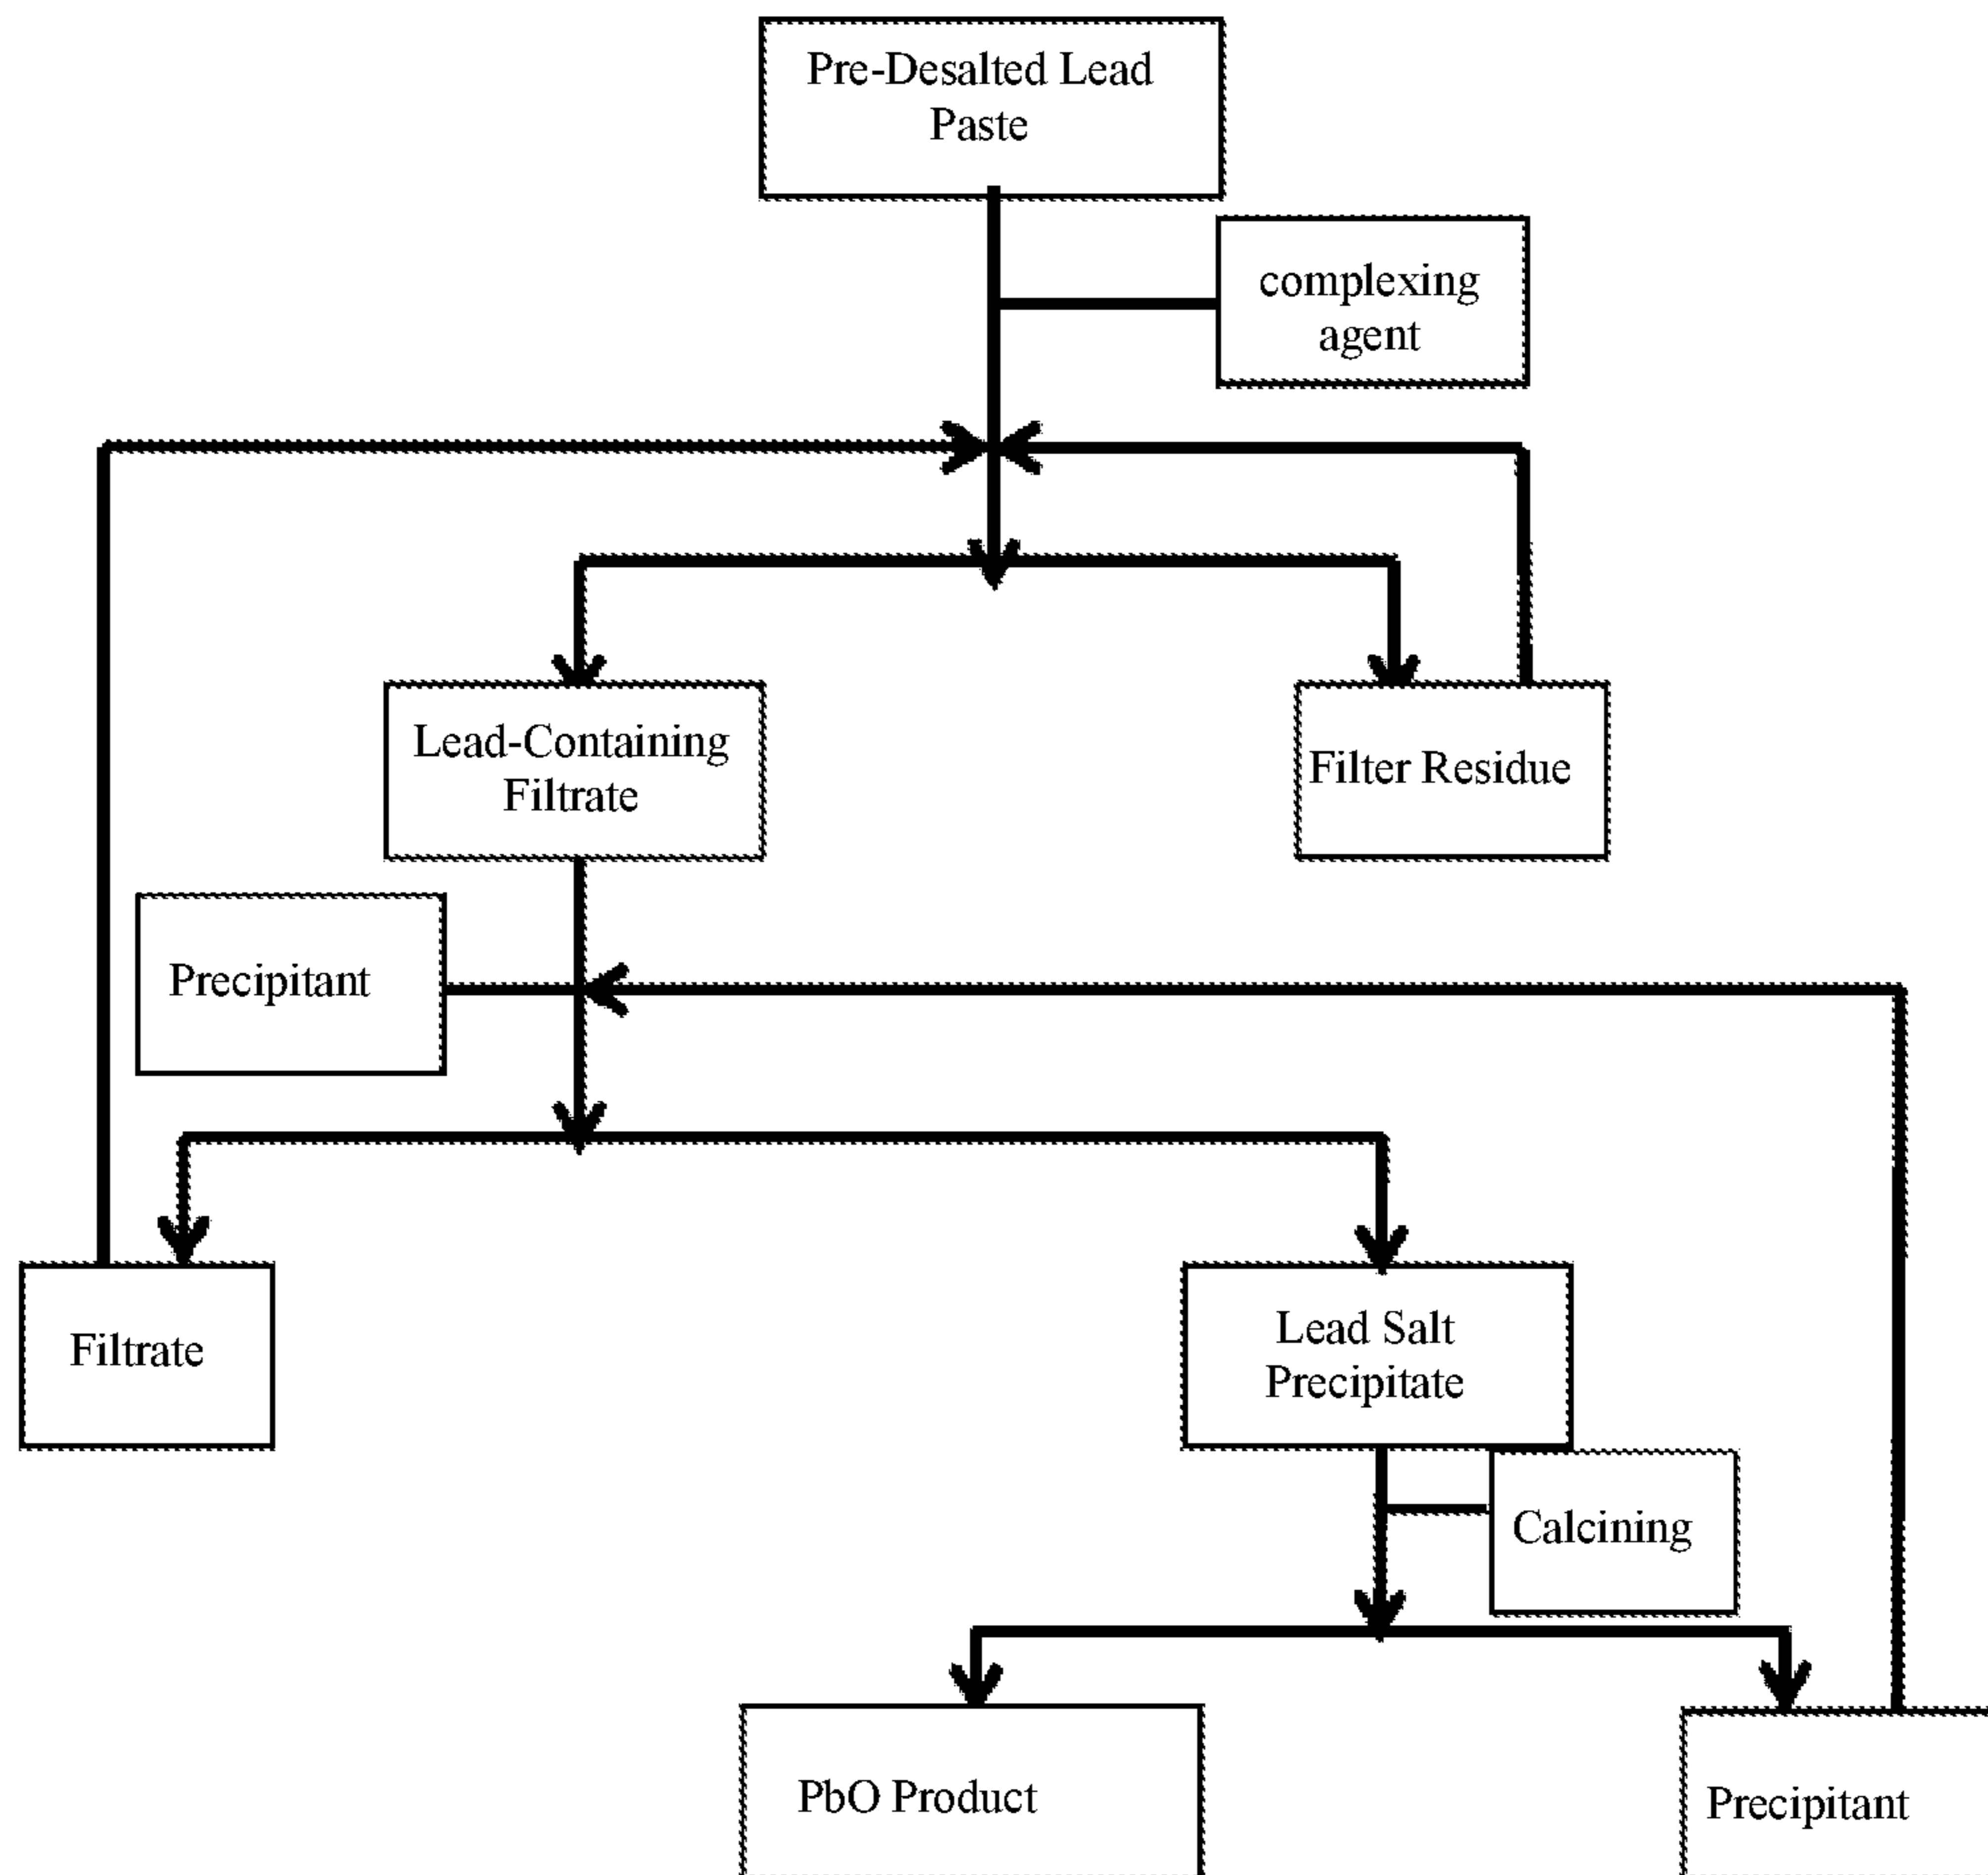 Pre-Desalted Lead
Paste
complexing
agent
Lead-Containing
Filtrate
Filter Residue
Precipitant
Filtrate
Lead Salt
Precipitate
Calcining
PbO Product
Precipitant